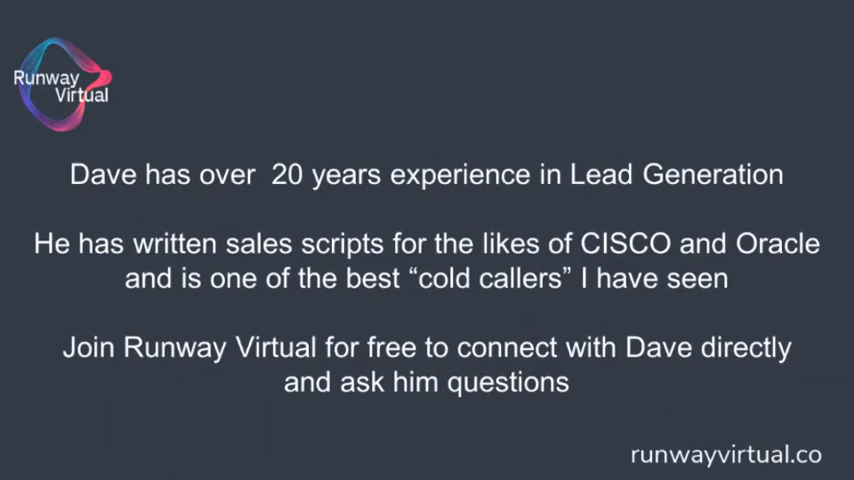 Runway
Virtual
Dave has over 20 years experience in Lead Generation
He has written sales scripts for the likes of CISCO and Oracle
and is one of the best “cold callers” I have seen
Join Runway Virtual for free to connect with Dave directly
and ask him questions
runwayvirtual.co